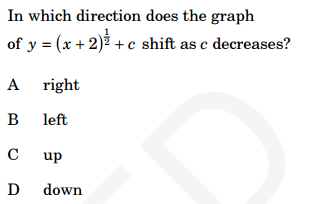 In which direction does the graph
of y = (x + 2)^{1/2} + c shift as c decreases?
A right
B left
C up
D down